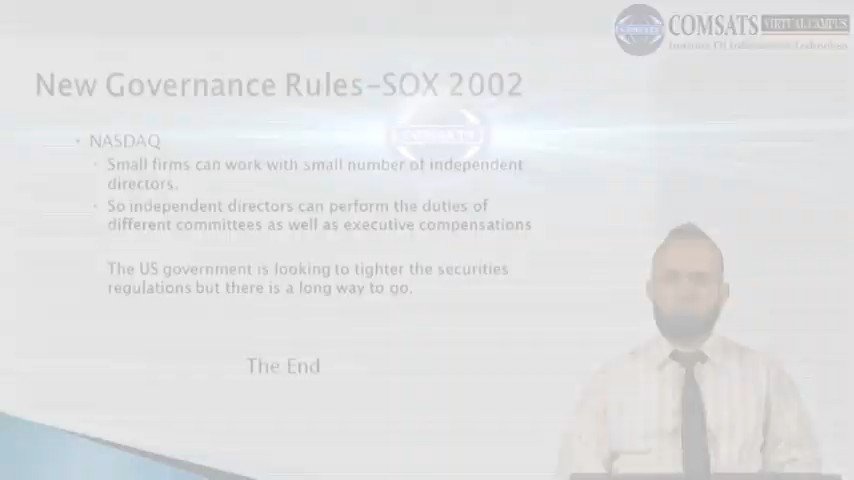 COMSATS VIRTUAL CAMPUS
Institute Of Information Technology
New Governance Rules-SOX 2002
COMSATS
• NASDAQ
◦ Small firms can work with small number of independent
directors.
◦ So independent directors can perform the duties of
different committees as well as executive compensations
The US government is looking to tighter the securities
regulations but there is a long way to go.
The End